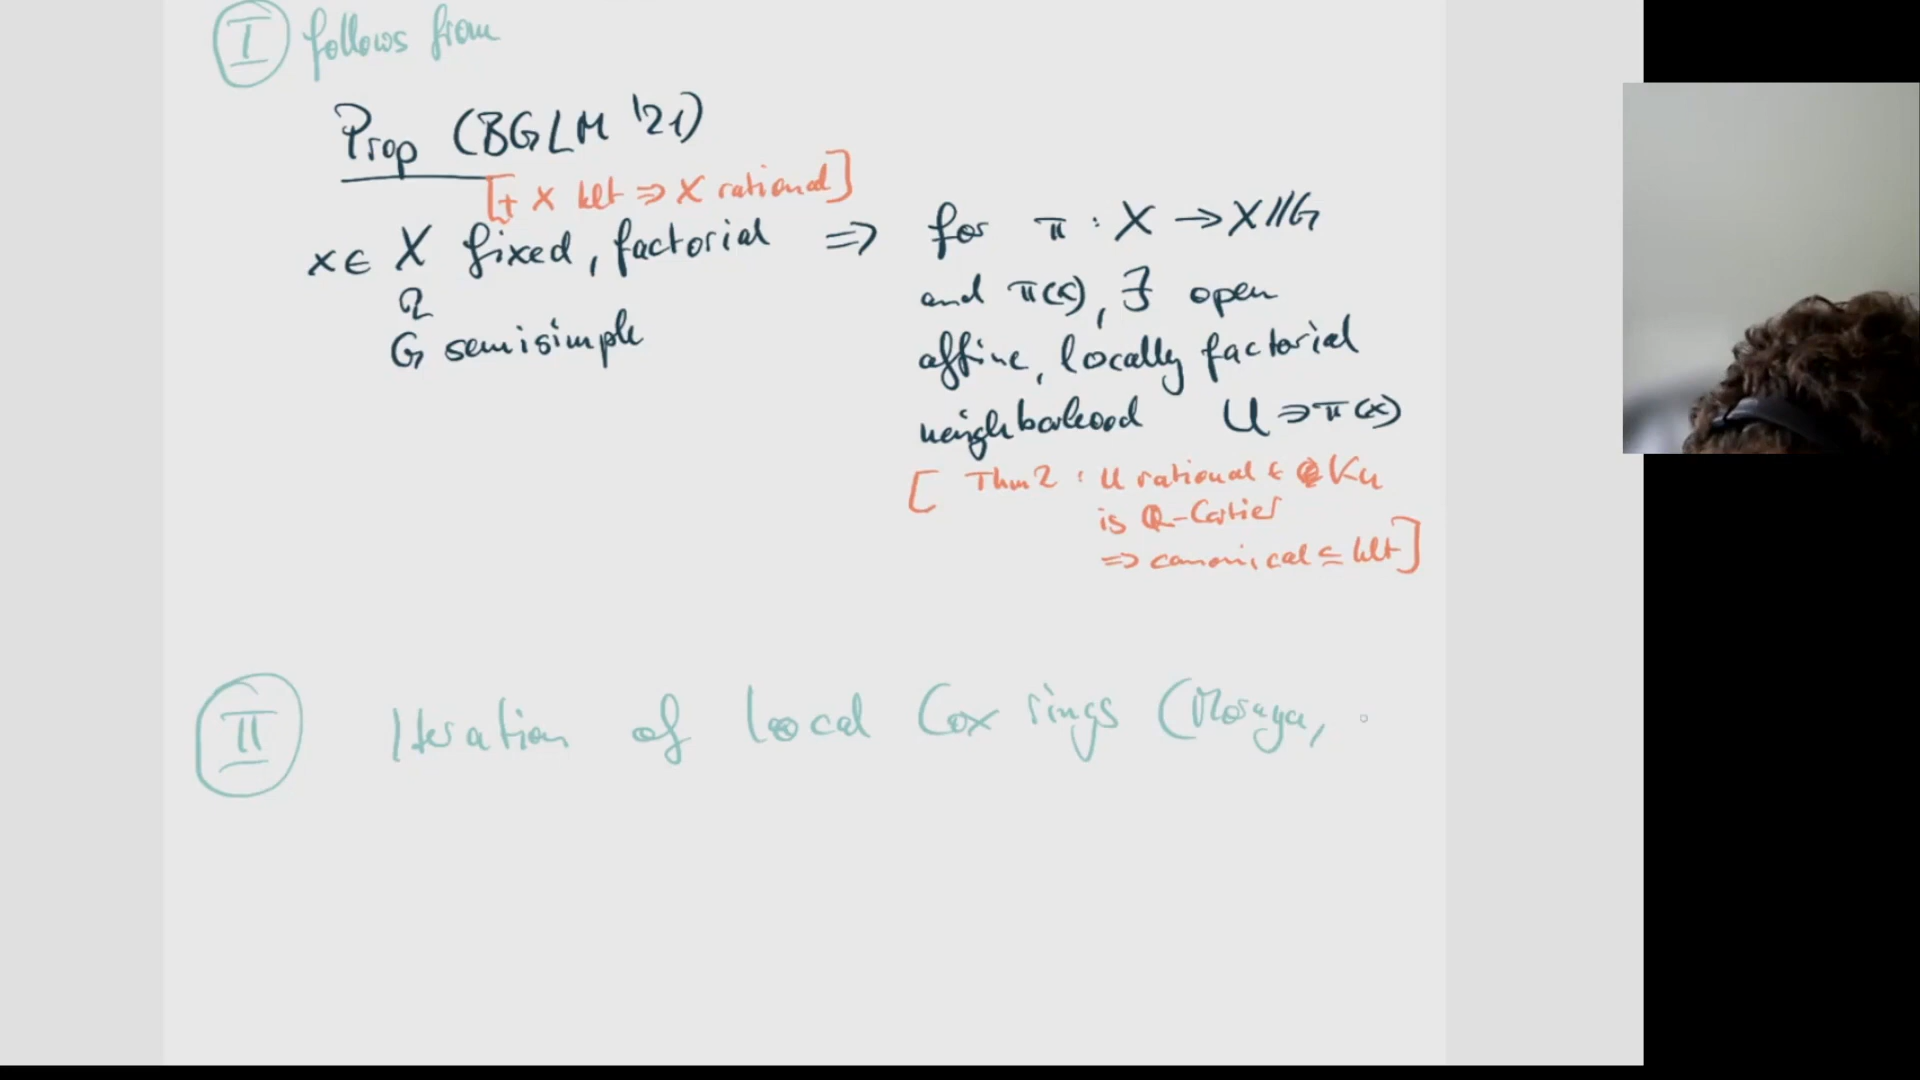 I follows from
Prop (BGLM '21)
[+ X klt ⇒ X rational]
x ∈ X fixed, factorial ⇒ for π : X → X//G
G semisimple
and π(x), ∃ open
affine, locally factorial
neighborhood U ∋ π(x)
[ Thm 2 : U rational & K_U
is Q-Cartier
⇒ canonical ⊆ klt ]
II Iteration of local Cox rings (Moraga,